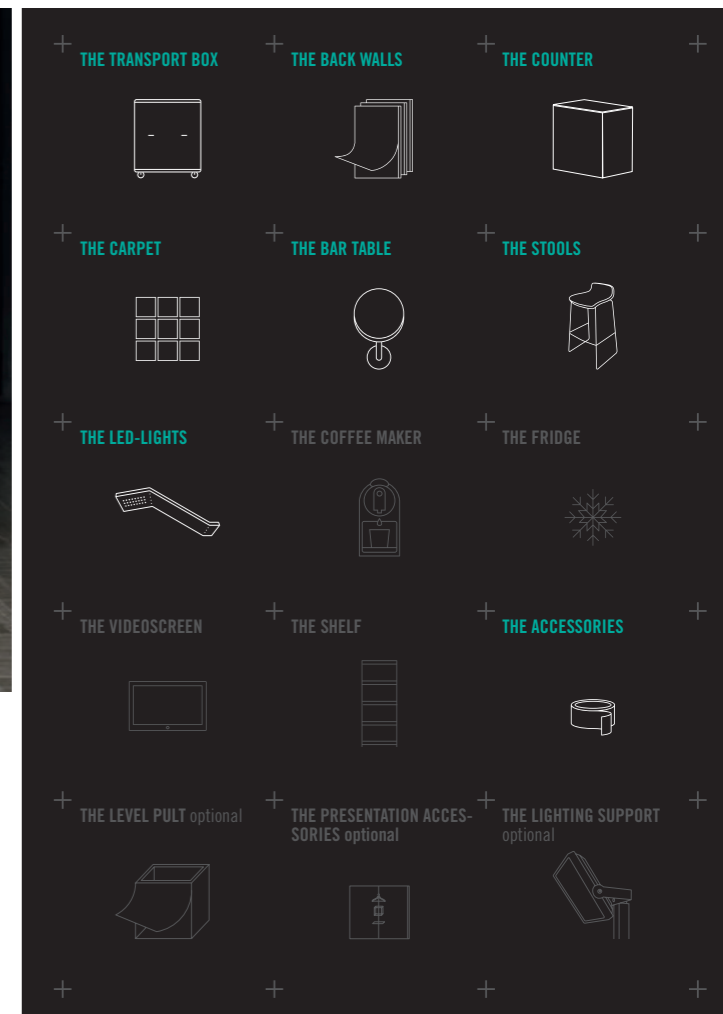 THE TRANSPORT BOX
THE BACK WALLS
THE COUNTER
THE CARPET
THE BAR TABLE
THE STOOLS
THE LED-LIGHTS
THE COFFEE MAKER
THE FRIDGE
THE VIDEOSCREEN
THE SHELF
THE ACCESSORIES
THE LEVEL PULT optional
THE PRESENTATION ACCES-
SORIES optional
THE LIGHTING SUPPORT
optional